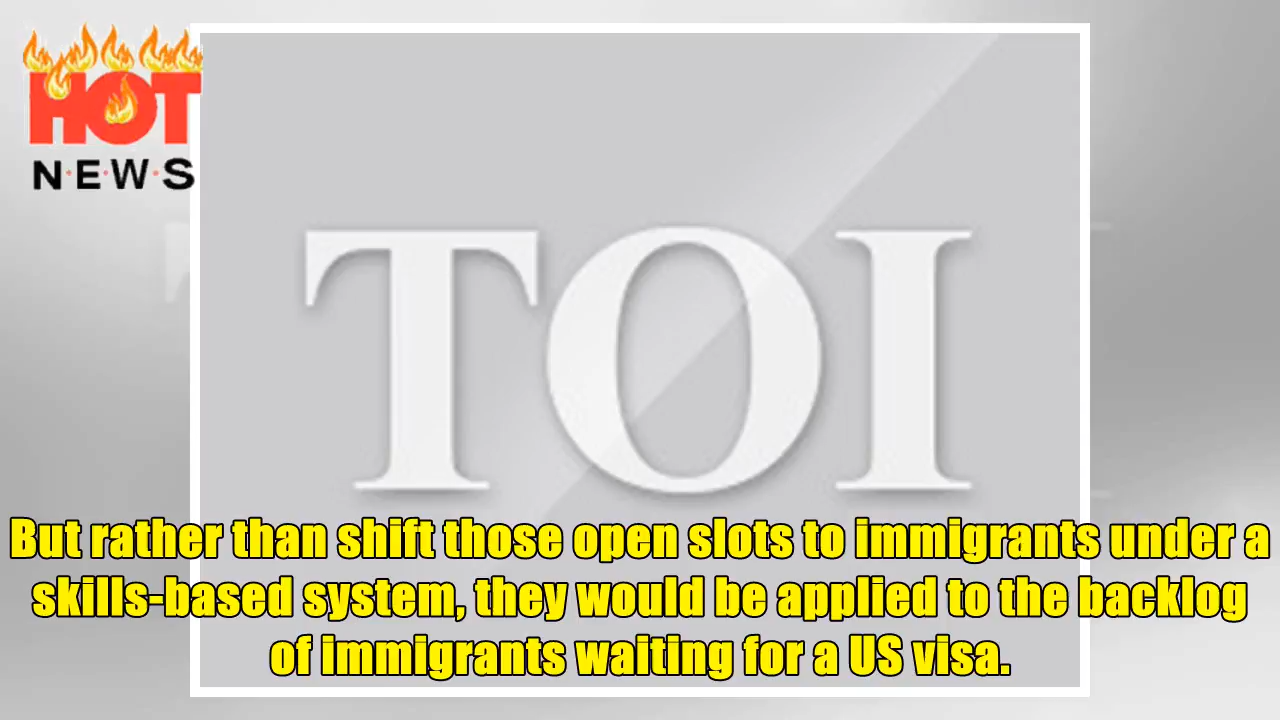 HOT
N·E·W·S
TOI
But rather than shift those open slots to immigrants under a
skills-based system, they would be applied to the backlog
of immigrants waiting for a US visa.